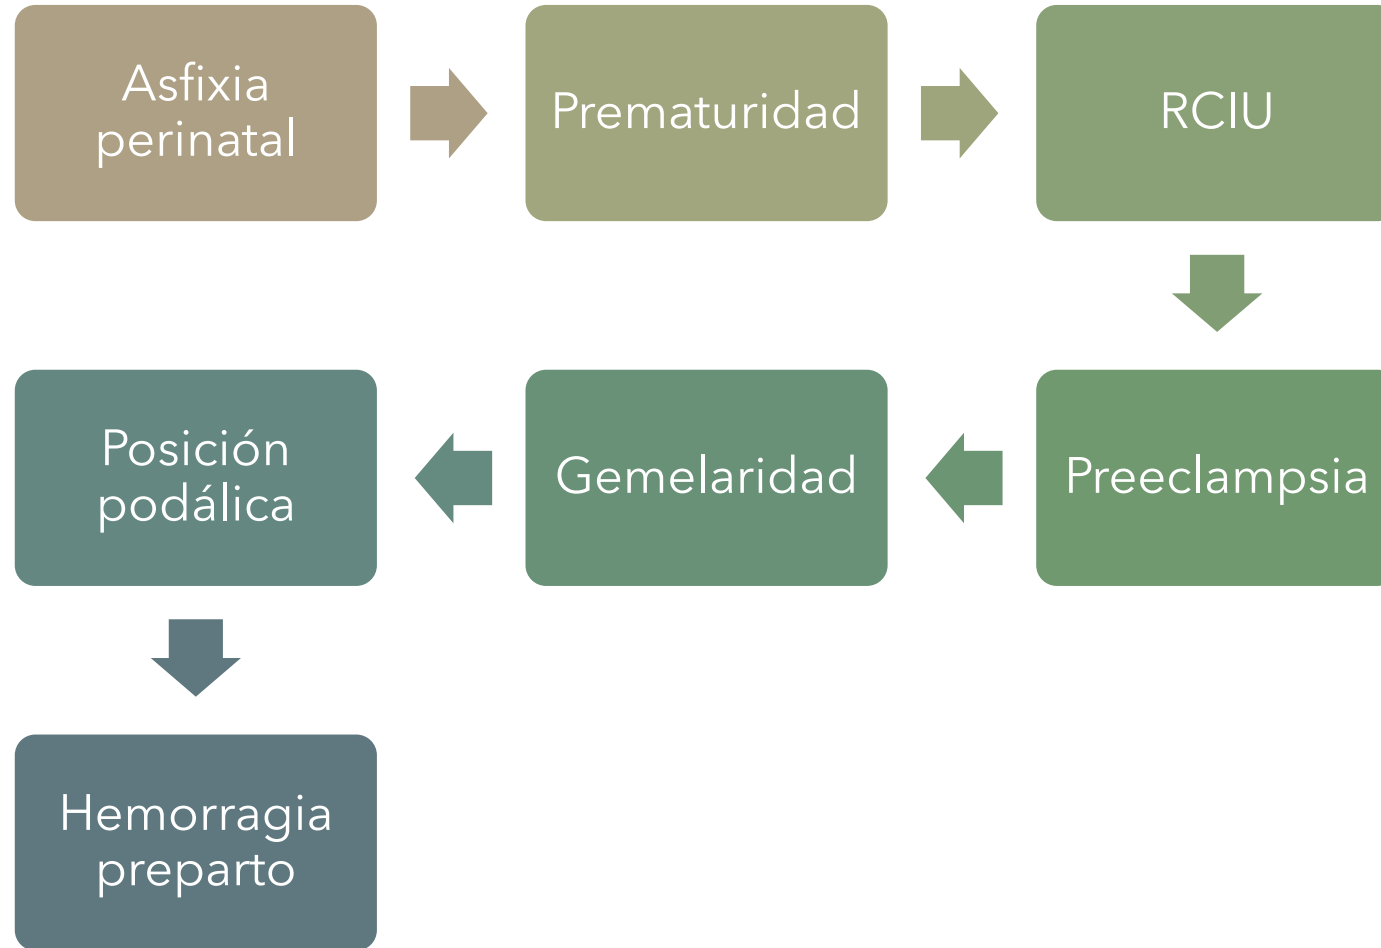 Asfixia
perinatal
Prematuridad
RCIU
Preeclampsia
Gemelaridad
Posición
podálica
Hemorragia
preparto